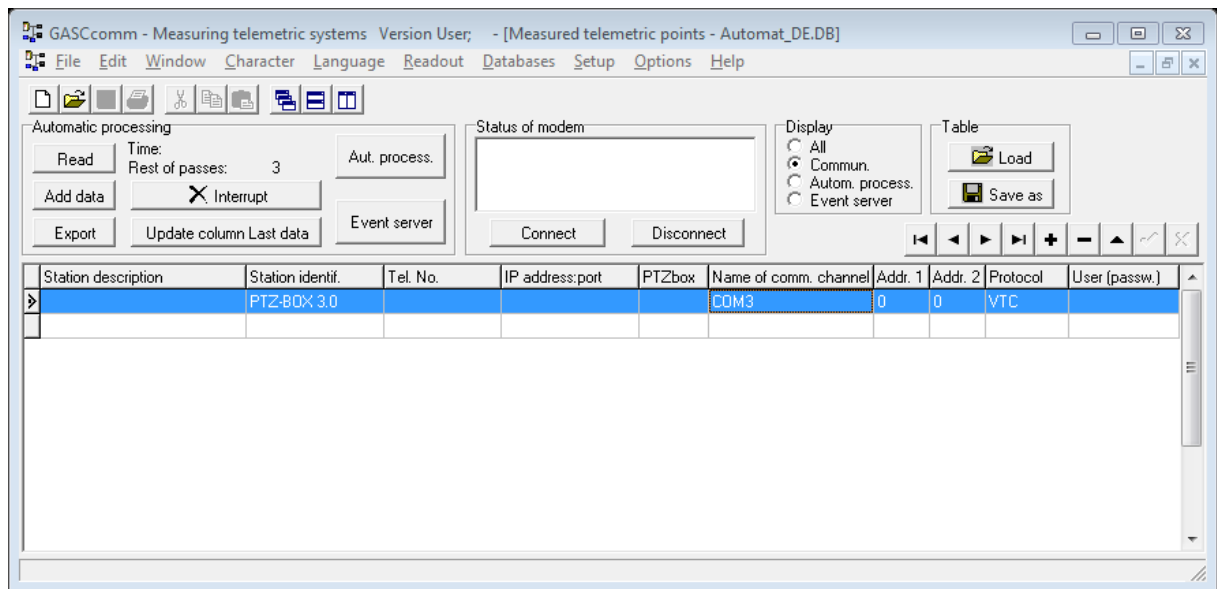 GASCcomm - Measuring telemetric systems Version User; - [Measured telemetric points - Automat_DE.DB]
File Edit Window Character Language Readout Databases Setup Options Help
Automatic processing
Read
Time:
Rest of passes: 3
Aut. process.
Add data
Interrupt
Export
Update column Last data
Event server
Status of modem
Connect
Disconnect
Display
All
Commun.
Autom. process.
Event server
Table
Load
Save as
Station description Station identif. Tel. No. IP address:port PTZbox Name of comm. channel Addr. 1 Addr. 2 Protocol User (passw.)
PTZ-BOX 3.0 COM3 0 0 VTC